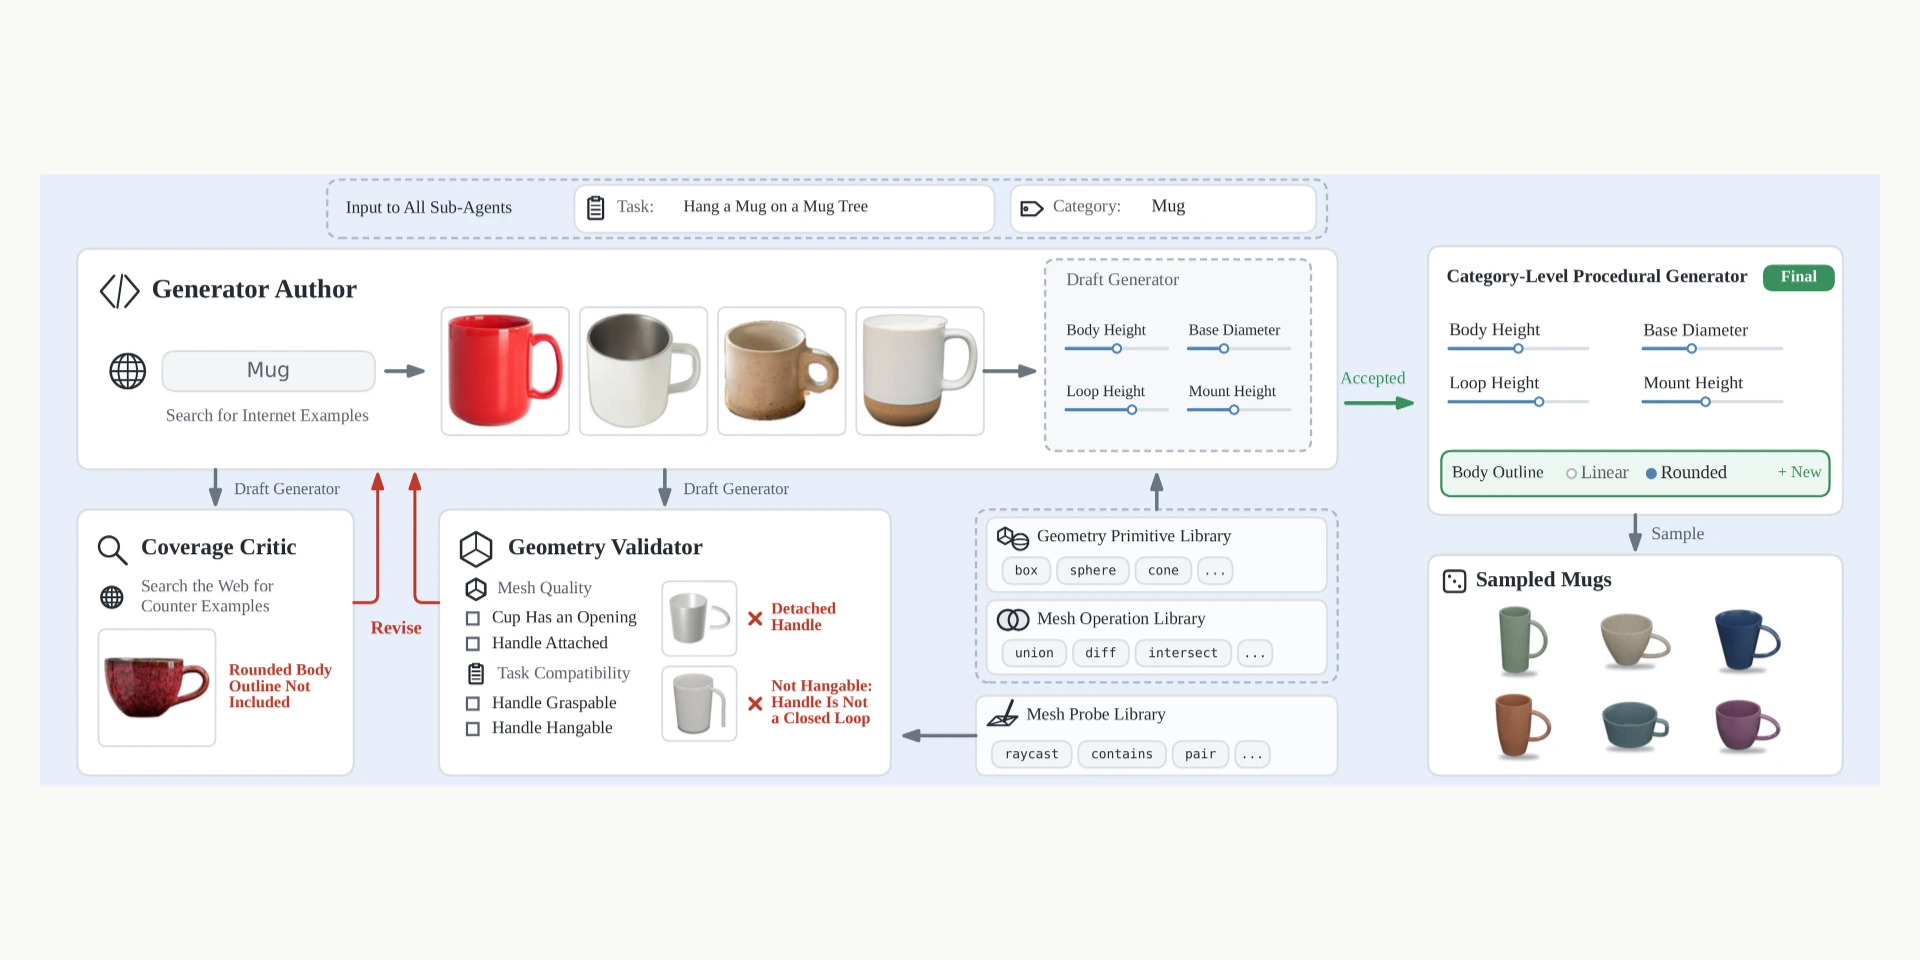 Input to All Sub-Agents
Task: Hang a Mug on a Mug Tree
Category: Mug
Generator Author
Mug
Search for Internet Examples
Draft Generator
Body Height
Base Diameter
Loop Height
Mount Height
Accepted
Category-Level Procedural Generator
Final
Body Height
Base Diameter
Loop Height
Mount Height
Body Outline
Linear
Rounded
+ New
Draft Generator
Draft Generator
Revise
Coverage Critic
Search the Web for
Counter Examples
Rounded Body
Outline Not
Included
Geometry Validator
Mesh Quality
Cup Has an Opening
Handle Attached
Task Compatibility
Handle Graspable
Handle Hangable
Detached
Handle
Not Hangable:
Handle Is Not
a Closed Loop
Geometry Primitive Library
box
sphere
cone
...
Mesh Operation Library
union
diff
intersect
...
Mesh Probe Library
raycast
contains
pair
...
Sample
Sampled Mugs